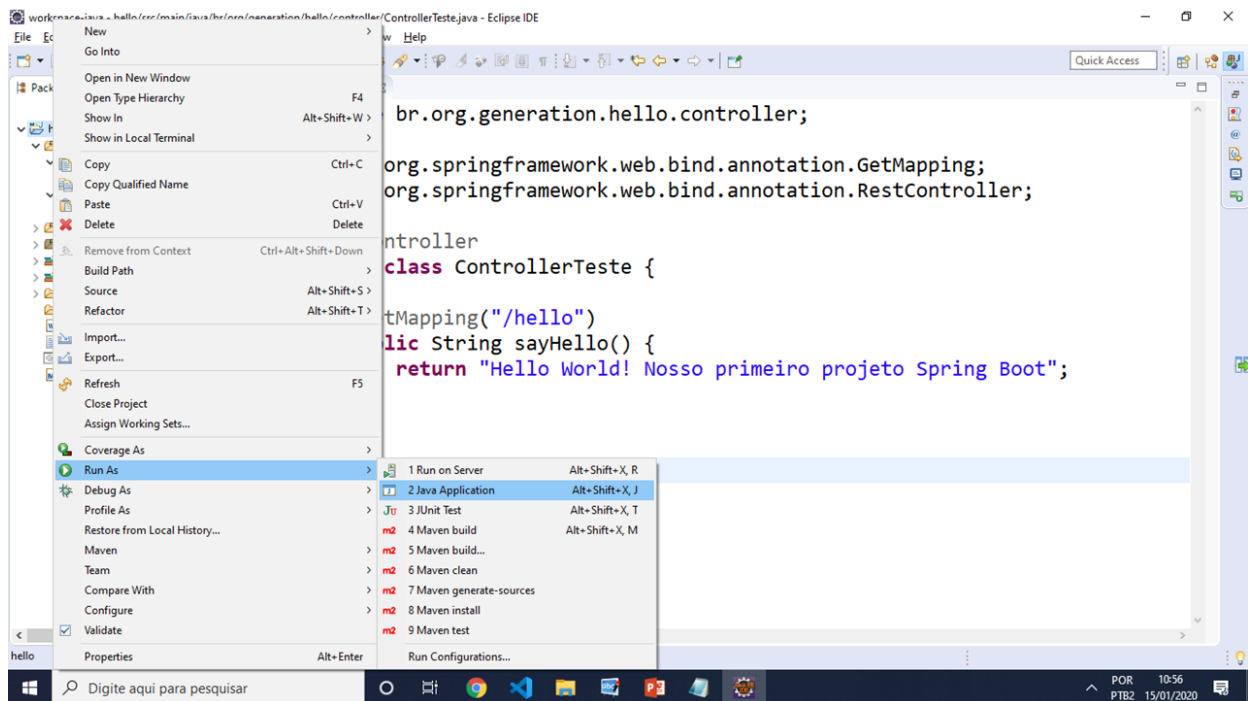 workspace-java - hello/src/main/java/br/org/generation/hello/controller/ControllerTeste.java - Eclipse IDE
File
w Help
Quick Access
Pack
New
Go Into
Open in New Window
Open Type Hierarchy F4
Show In Alt+Shift+W >
Show in Local Terminal
Copy Ctrl+C
Copy Qualified Name
Paste Ctrl+V
Delete Delete
Remove from Context Ctrl+Alt+Shift+Down
Build Path
Source Alt+Shift+S >
Refactor Alt+Shift+T >
Import...
Export...
Refresh F5
Close Project
Assign Working Sets...
Coverage As
Run As
Debug As
Profile As
Restore from Local History...
Maven
Team
Compare With
Configure
Validate
Properties Alt+Enter
1 Run on Server Alt+Shift+X, R
2 Java Application Alt+Shift+X, J
3 JUnit Test Alt+Shift+X, T
4 Maven build Alt+Shift+X, M
5 Maven build...
6 Maven clean
7 Maven generate-sources
8 Maven install
9 Maven test
Run Configurations...
br.org.generation.hello.controller;
org.springframework.web.bind.annotation.GetMapping;
org.springframework.web.bind.annotation.RestController;
ntroller
class ControllerTeste {
tMapping("/hello")
lic String sayHello() {
return "Hello World! Nosso primeiro projeto Spring Boot";
hello
Digite aqui para pesquisar
POR 10:56
PTB2 15/01/2020